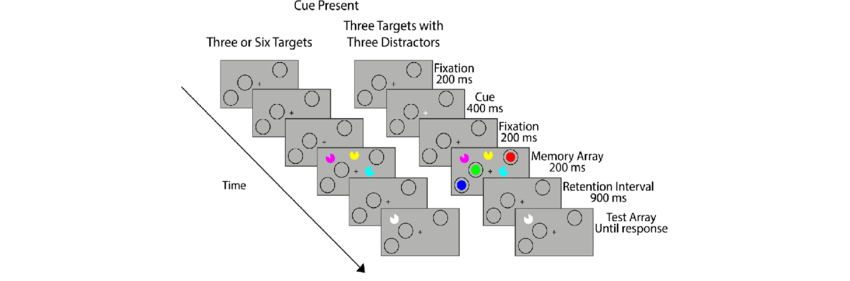 Cue Present
Three or Six Targets
Three Targets with
Three Distractors
Fixation
200 ms
Cue
400 ms
Fixation
200 ms
Memory Array
200 ms
Retention Interval
900 ms
Test Array
Until response
Time